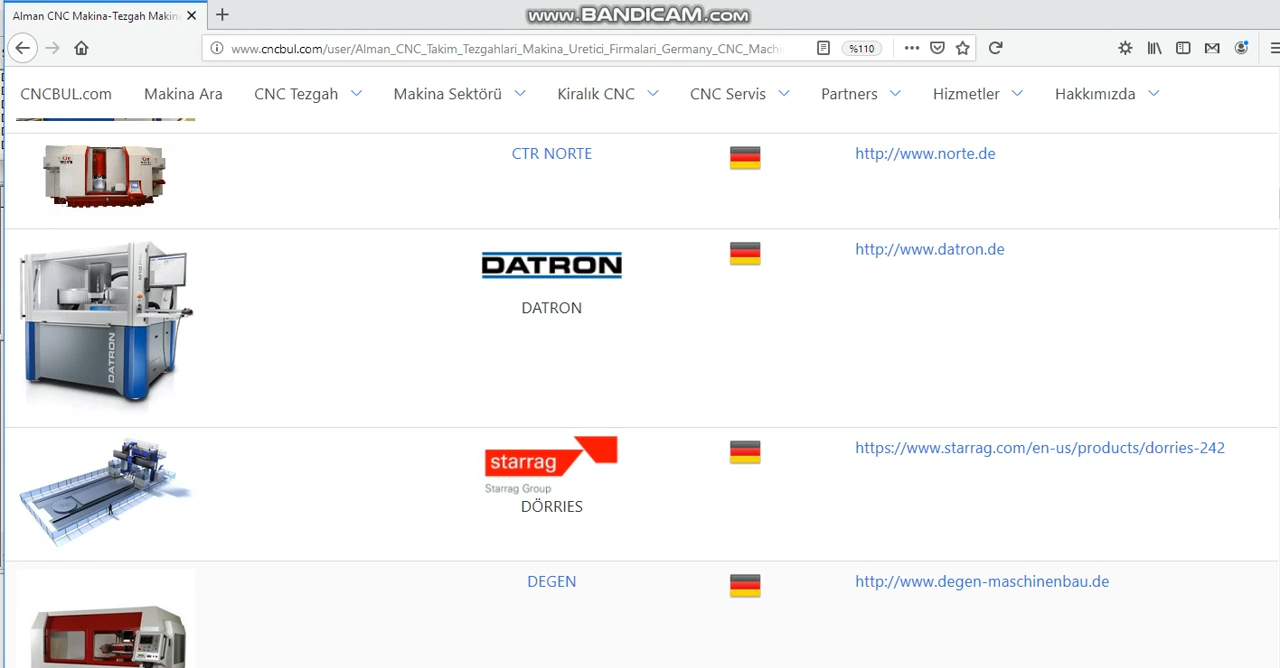 www.BANDICAM.com
Alman CNC Makina-Tezgah Makin
www.cncbul.com/user/Alman_CNC_Takim_Tezgahlari_Makina_Uretici_Firmalari_Germany_CNC_Machi
%110
CNCBUL.com Makina Ara CNC Tezgah Makina Sektörü Kiralık CNC CNC Servis Partners Hizmetler Hakkımızda
CTR NORTE http://www.norte.de
DATRON http://www.datron.de
DATRON
DATRON
starrag https://www.starrag.com/en-us/products/dorries-242
Starrag Group
DÖRRIES
DEGEN http://www.degen-maschinenbau.de